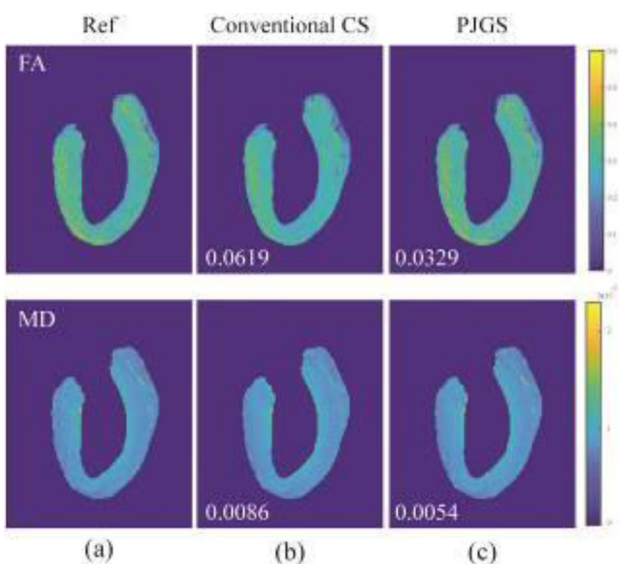 Ref Conventional CS PJGS
FA
0.0619 0.0329
MD
0.0086 0.0054
(a) (b) (c)